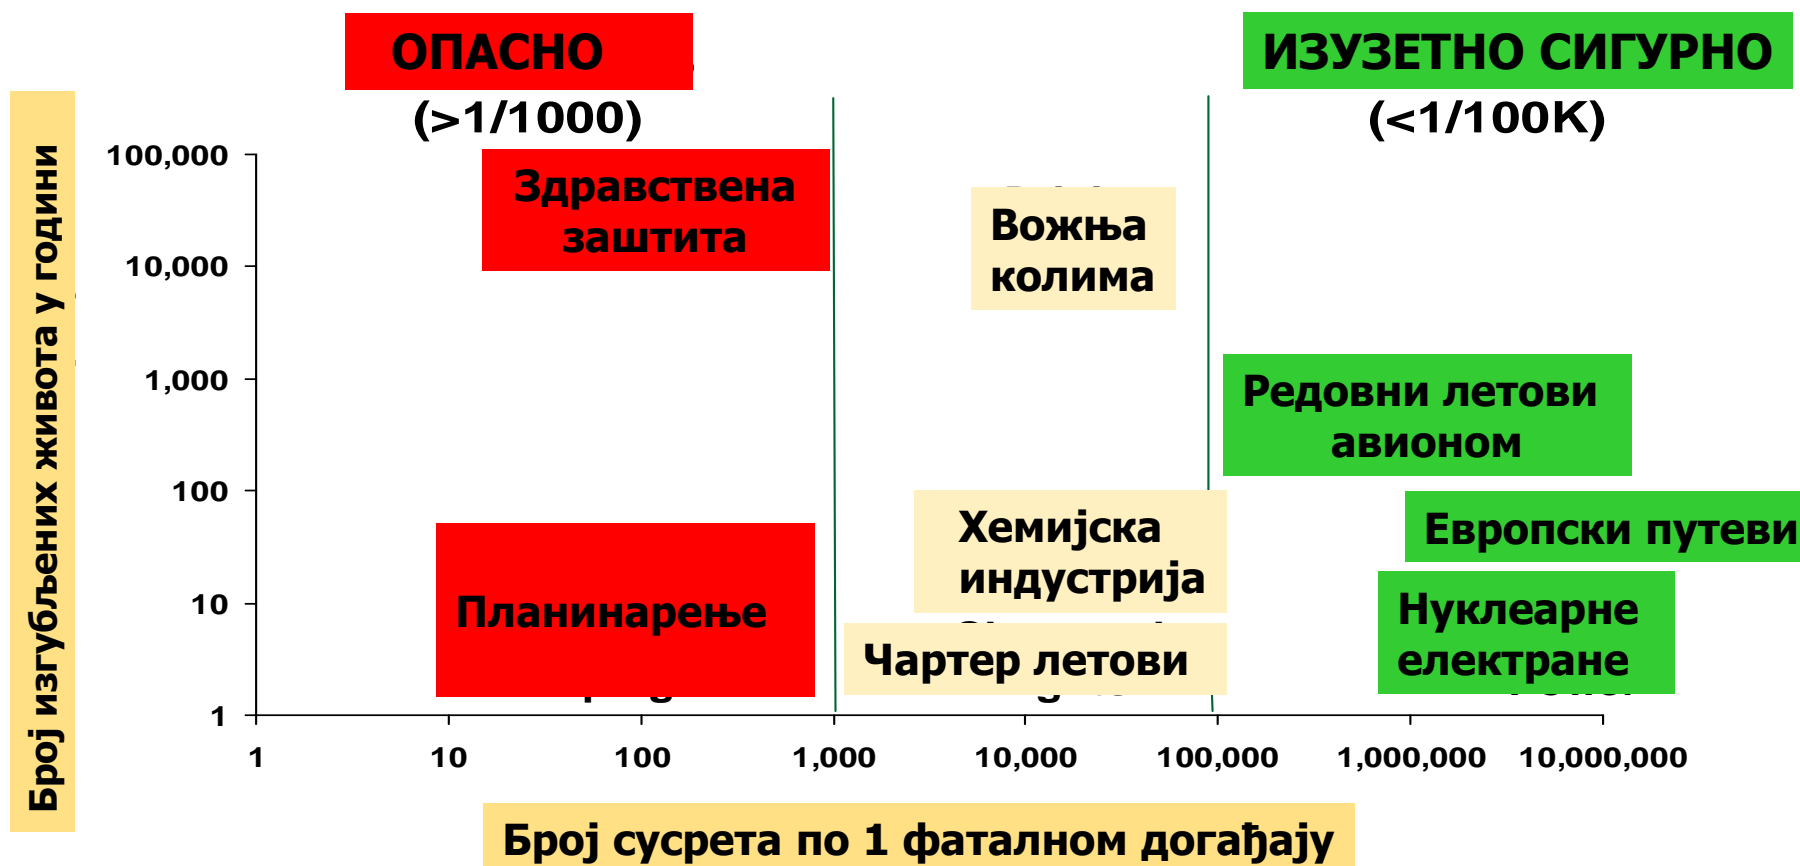 ОПАСНО
ИЗУЗЕТНО СИГУРНО
(>1/1000)
(<1/100K)
Број изгубљених живота у години
100,000
10,000
1,000
100
10
1
Здравствена
заштита
Вожња
колима
Редовни летови
авионом
Хемијска
индустрија
Европски путеви
Планинарење
Чартер летови
Нуклеарне
електране
1
10
100
1,000
10,000
100,000
1,000,000
10,000,000
Број сусрета по 1 фаталном догађају